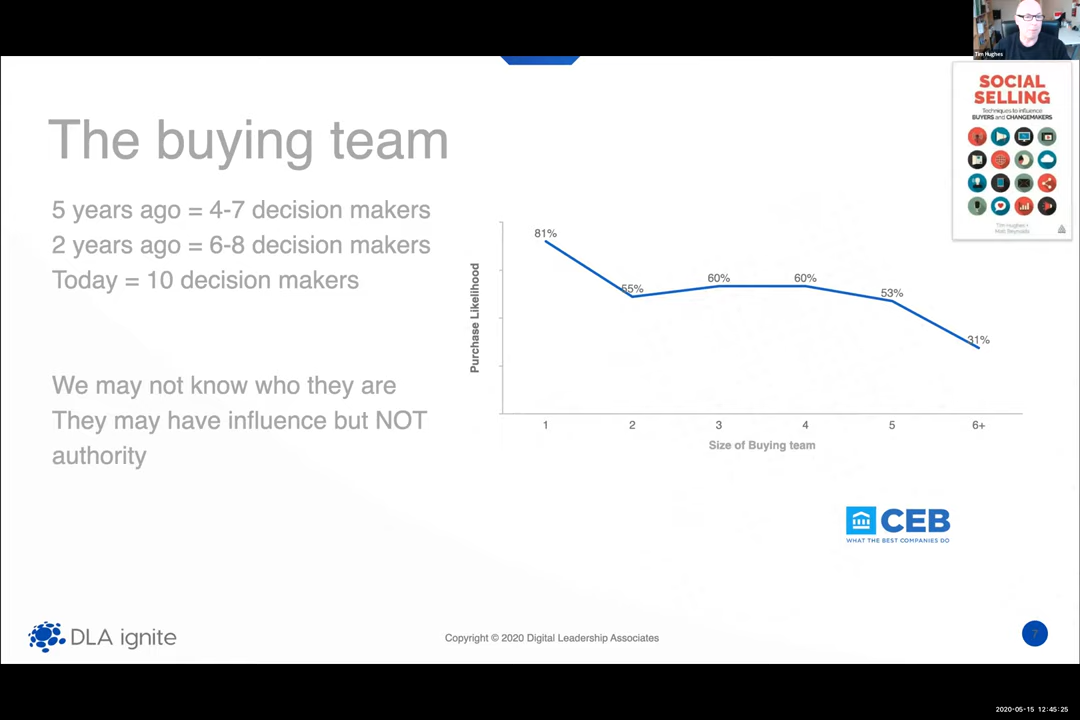 Tim Hughes
SOCIAL
SELLING
Techniques to influence
BUYERS and CHANGEMAKERS
Tim Hughes
Matt Reynolds
The buying team
5 years ago = 4-7 decision makers
2 years ago = 6-8 decision makers
Today = 10 decision makers
We may not know who they are
They may have influence but NOT
authority
Purchase Likelihood
81%
55%
60%
60%
53%
31%
1
2
3
4
5
6+
Size of Buying team
CEB
WHAT THE BEST COMPANIES DO
DLA ignite
Copyright © 2020 Digital Leadership Associates
7
2020-05-15 12:45:25